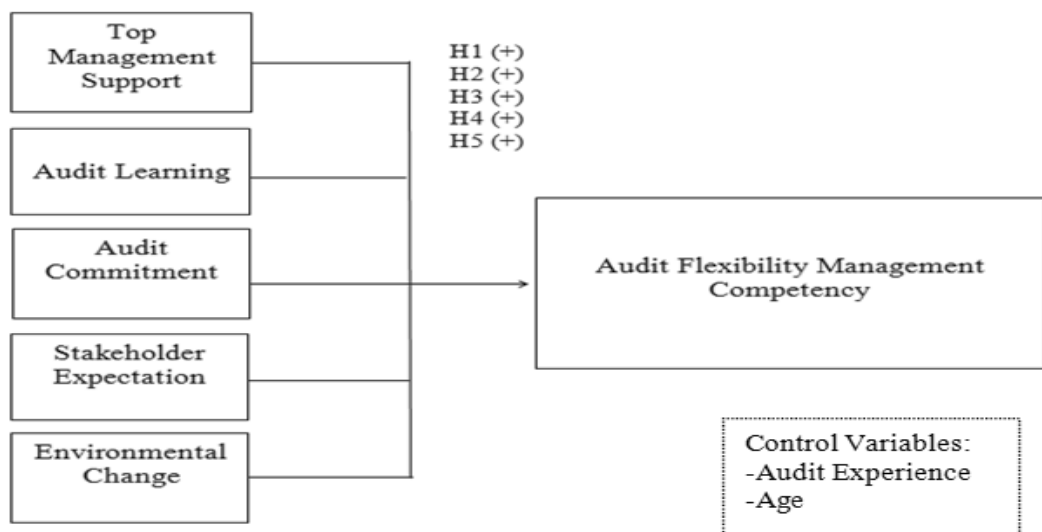 Top
Management
Support
H1 (+)
H2 (+)
H3 (+)
H4 (+)
H5 (+)
Audit Learning
Audit
Commitment
Audit Flexibility Management
Competency
Stakeholder
Expectation
Environmental
Change
Control Variables:
-Audit Experience
-Age